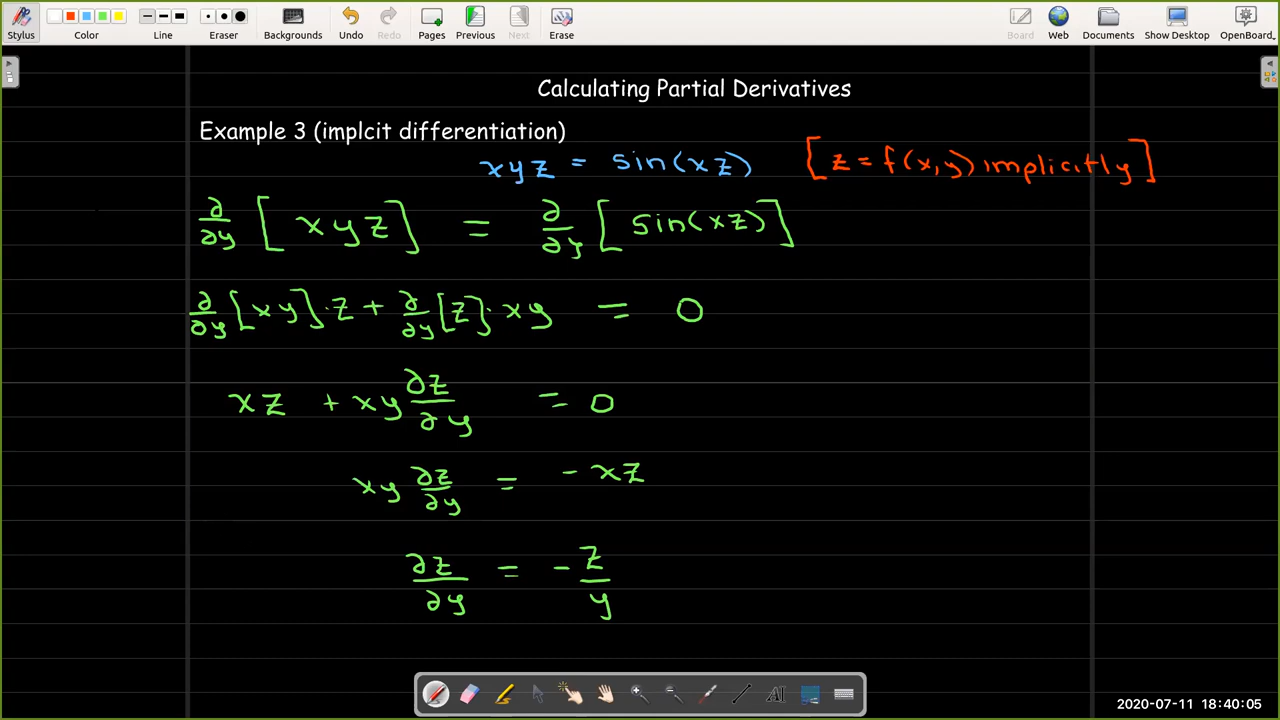 Stylus Color Line Eraser Backgrounds Undo Redo Pages Previous Next Erase Board Web Documents Show Desktop OpenBoard
Calculating Partial Derivatives
Example 3 (implcit differentiation)
xyz = sin(xz) [z = f(x,y) implicitly]
∂/∂y [xyz] = ∂/∂y [sin(xz)]
∂/∂y [xy]·z + ∂/∂y [z]·xy = 0
xz + xy ∂z/∂y = 0
xy ∂z/∂y = -xz
∂z/∂y = -z/y
AI
2020-07-11 18:40:05